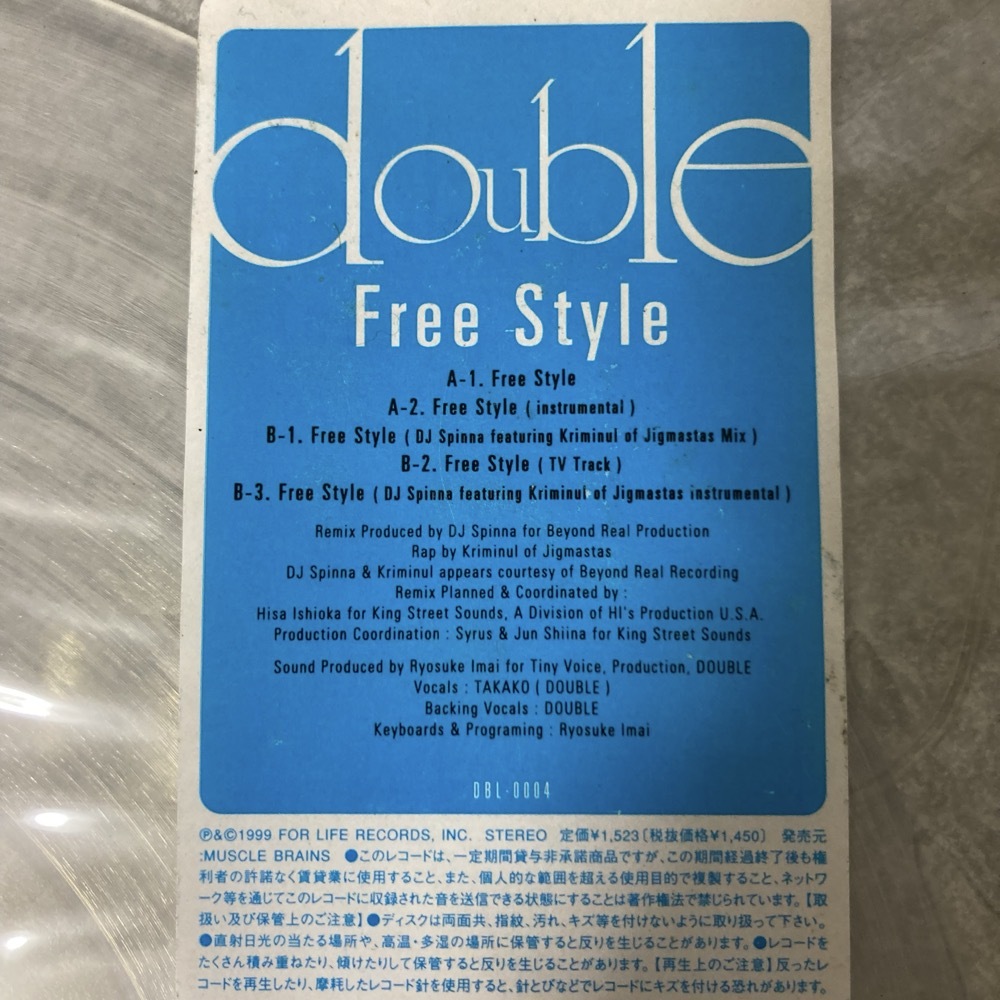 double
Free Style
A-1. Free Style
A-2. Free Style ( instrumental )
B-1. Free Style ( DJ Spinna featuring Kriminul of Jigmastas Mix )
B-2. Free Style ( TV Track )
B-3. Free Style ( DJ Spinna featuring Kriminul of Jigmastas instrumental )
Remix Produced by DJ Spinna for Beyond Real Production
Rap by Kriminul of Jigmastas
DJ Spinna & Kriminul appears courtesy of Beyond Real Recording
Remix Planned & Coordinated by :
Hisa Ishioka for King Street Sounds, A Division of HI's Production U.S.A.
Production Coordination : Syrus & Jun Shiina for King Street Sounds
Sound Produced by Ryosuke Imai for Tiny Voice, Production, DOUBLE
Vocals : TAKAKO ( DOUBLE )
Backing Vocals : DOUBLE
Keyboards & Programing : Ryosuke Imai
DBL-0004
℗&©1999 FOR LIFE RECORDS, INC. STEREO 定価¥1,523〔税抜価格¥1,450〕 発売元
:MUSCLE BRAINS ●このレコードは、一定期間貸与非承諾商品ですが、この期間経過終了後も権
利者の許諾なく賃貸業に使用すること、また、個人的な範囲を超える使用目的で複製すること、ネットワ
ーク等を通じてこのレコードに収録された音を送信できる状態にすることは著作権法で禁じられています。【取
扱い及び保管上のご注意】●ディスクは両面共、指紋、汚れ、キズ等を付けないように取り扱って下さい。
●直射日光の当たる場所や、高温・多湿の場所に保管すると反りを生じることがあります。●レコードを
たくさん積み重ねたり、傾けたりして保管すると反りを生じることがあります。【再生上のご注意】反ったレ
コードを再生したり、摩耗したレコード針を使用すると、針とびなどでレコードにキズを付ける恐れがあります。